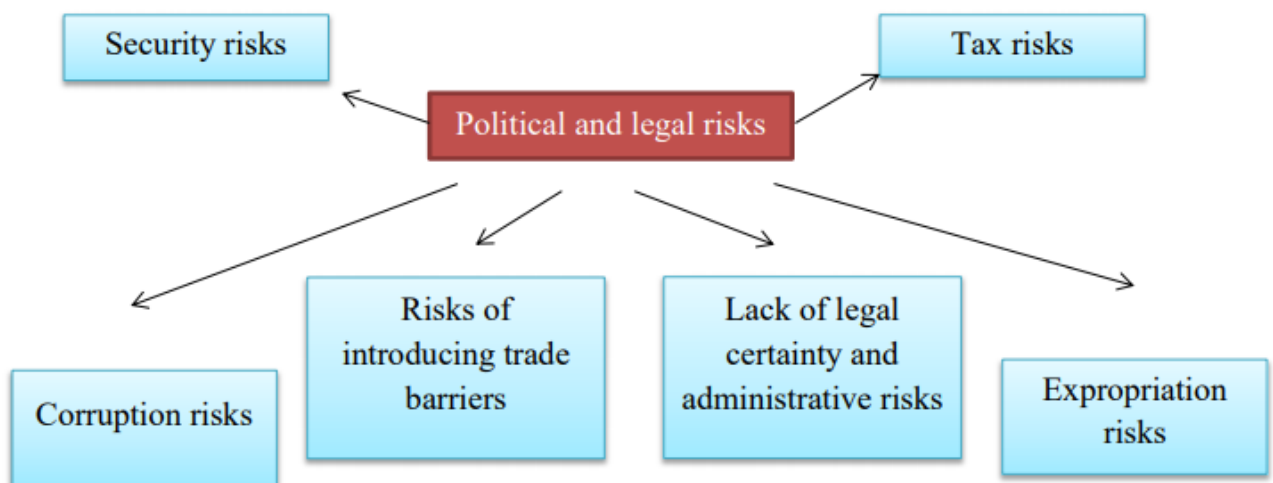 Security risks
Tax risks
Political and legal risks
Corruption risks
Risks of
introducing trade
barriers
Lack of legal
certainty and
administrative risks
Expropriation
risks